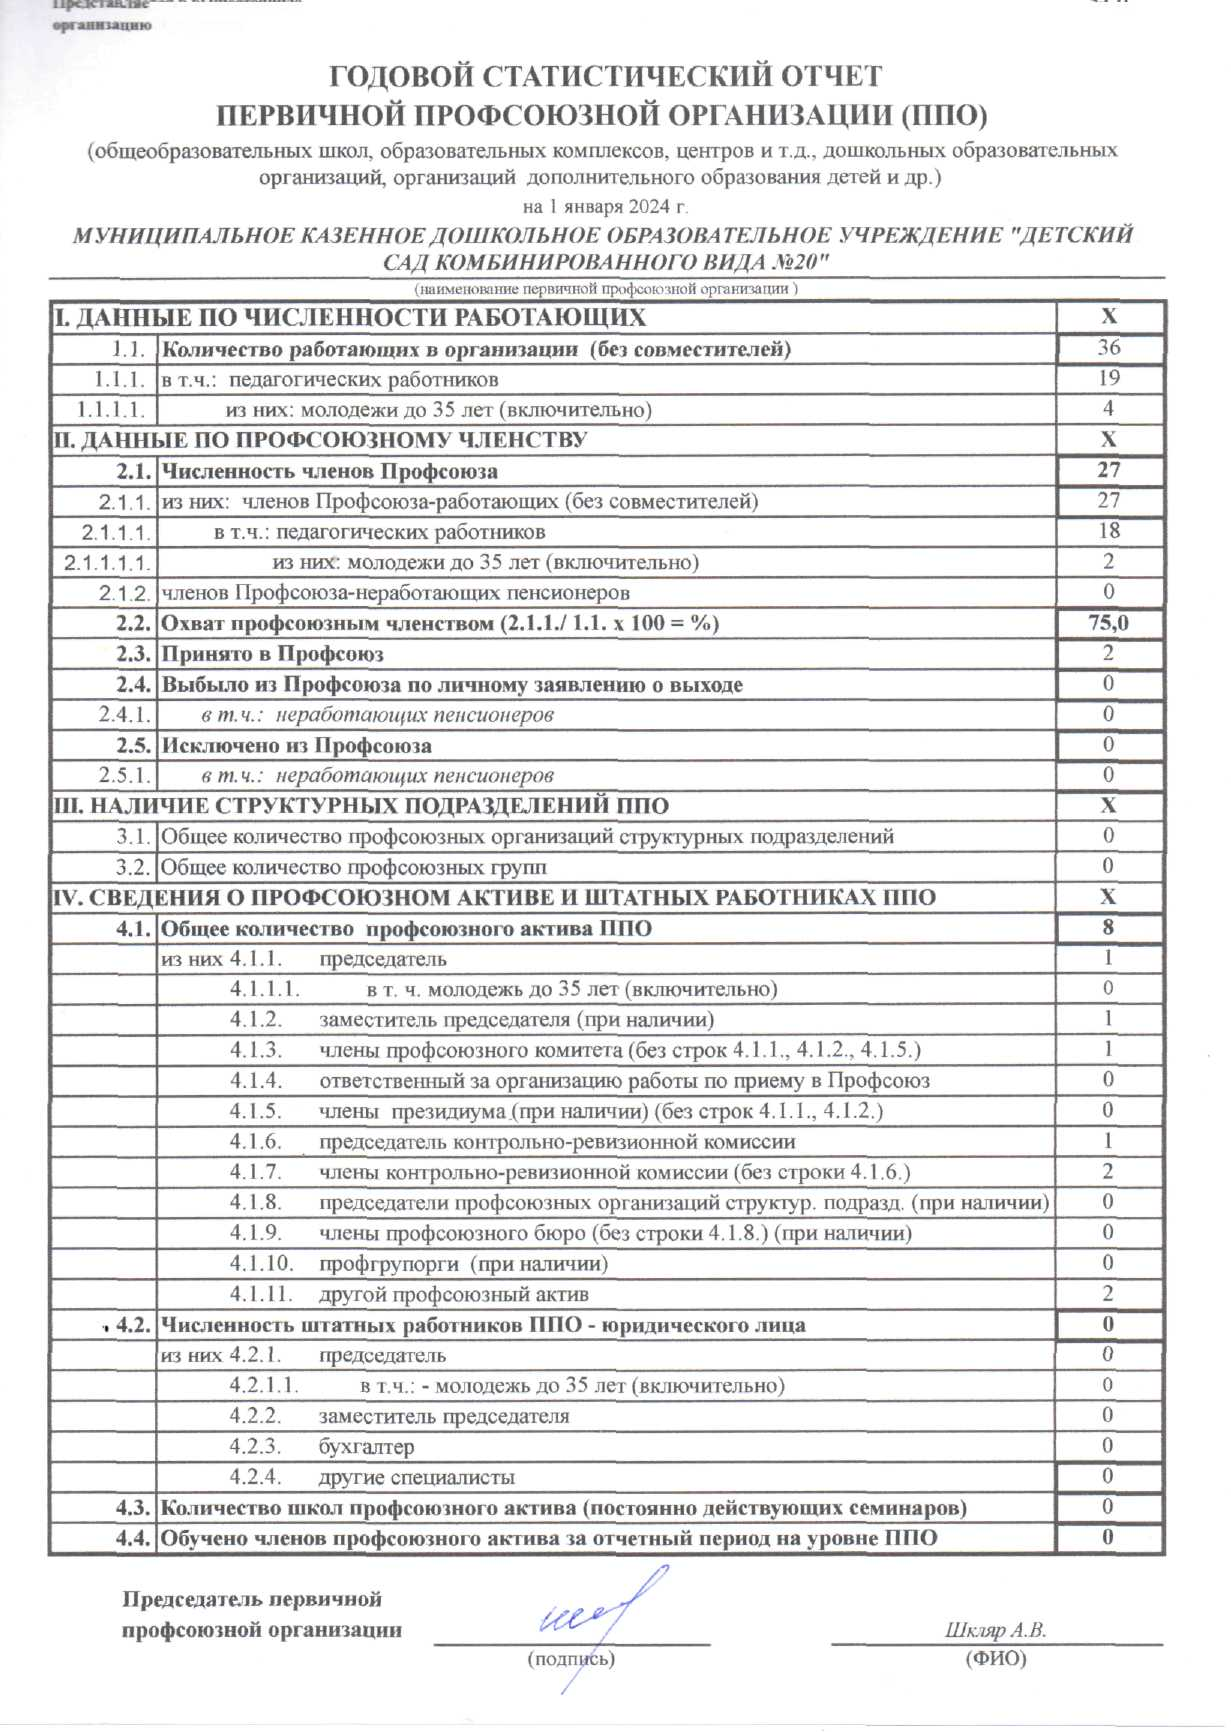 организацию
ГОДОВОЙ СТАТИСТИЧЕСКИЙ ОТЧЕТ
ПЕРВИЧНОЙ ПРОФСОЮЗНОЙ ОРГАНИЗАЦИИ (ППО)
(общеобразовательных школ, образовательных комплексов, центров и т.д., дошкольных образовательных
организаций, организаций дополнительного образования детей и др.)
на 1 января 2024 г.
МУНИЦИПАЛЬНОЕ КАЗЕННОЕ ДОШКОЛЬНОЕ ОБРАЗОВАТЕЛЬНОЕ УЧРЕЖДЕНИЕ "ДЕТСКИЙ
САД КОМБИНИРОВАННОГО ВИДА №20"
(наименование первичной профсоюзной организации )
I. ДАННЫЕ ПО ЧИСЛЕННОСТИ РАБОТАЮЩИХ X
1.1. Количество работающих в организации (без совместителей) 36
1.1.1. в т.ч.: педагогических работников 19
1.1.1.1. из них: молодежи до 35 лет (включительно) 4
II. ДАННЫЕ ПО ПРОФСОЮЗНОМУ ЧЛЕНСТВУ X
2.1. Численность членов Профсоюза 27
2.1.1. из них: членов Профсоюза-работающих (без совместителей) 27
2.1.1.1. в т.ч.: педагогических работников 18
2.1.1.1.1. из них: молодежи до 35 лет (включительно) 2
2.1.2. членов Профсоюза-неработающих пенсионеров 0
2.2. Охват профсоюзным членством (2.1.1./ 1.1. х 100 = %) 75,0
2.3. Принято в Профсоюз 2
2.4. Выбыло из Профсоюза по личному заявлению о выходе 0
2.4.1. в т.ч.: неработающих пенсионеров 0
2.5. Исключено из Профсоюза 0
2.5.1. в т.ч.: неработающих пенсионеров 0
III. НАЛИЧИЕ СТРУКТУРНЫХ ПОДРАЗДЕЛЕНИЙ ППО X
3.1. Общее количество профсоюзных организаций структурных подразделений 0
3.2. Общее количество профсоюзных групп 0
IV. СВЕДЕНИЯ О ПРОФСОЮЗНОМ АКТИВЕ И ШТАТНЫХ РАБОТНИКАХ ППО X
4.1. Общее количество профсоюзного актива ППО 8
из них 4.1.1. председатель 1
4.1.1.1. в т. ч. молодежь до 35 лет (включительно) 0
4.1.2. заместитель председателя (при наличии) 1
4.1.3. члены профсоюзного комитета (без строк 4.1.1., 4.1.2., 4.1.5.) 1
4.1.4. ответственный за организацию работы по приему в Профсоюз 0
4.1.5. члены президиума (при наличии) (без строк 4.1.1., 4.1.2.) 0
4.1.6. председатель контрольно-ревизионной комиссии 1
4.1.7. члены контрольно-ревизионной комиссии (без строки 4.1.6.) 2
4.1.8. председатели профсоюзных организаций структур. подразд. (при наличии) 0
4.1.9. члены профсоюзного бюро (без строки 4.1.8.) (при наличии) 0
4.1.10. профгрупорги (при наличии) 0
4.1.11. другой профсоюзный актив 2
4.2. Численность штатных работников ППО - юридического лица 0
из них 4.2.1. председатель 0
4.2.1.1. в т.ч.: - молодежь до 35 лет (включительно) 0
4.2.2. заместитель председателя 0
4.2.3. бухгалтер 0
4.2.4. другие специалисты 0
4.3. Количество школ профсоюзного актива (постоянно действующих семинаров) 0
4.4. Обучено членов профсоюзного актива за отчетный период на уровне ППО 0
Председатель первичной
профсоюзной организации Шкляр А.В.
(подпись) (ФИО)